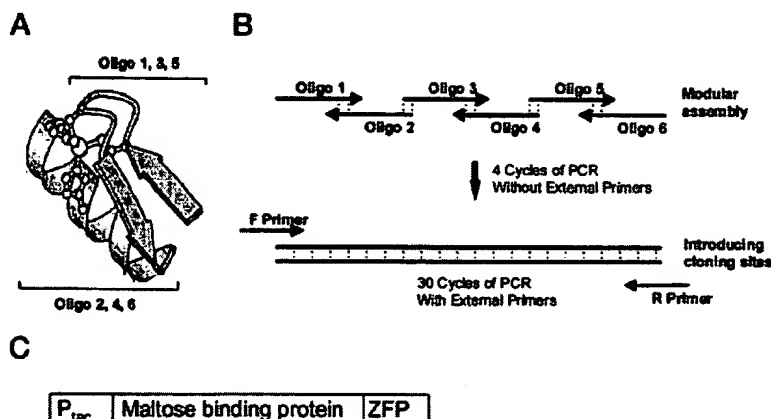 A
B
Oligo 1, 3, 5
Oligo 1
Oligo 3
Oligo 5
Modular
assembly
Oligo 2
Oligo 4
Oligo 6
4 Cycles of PCR
Without External Primers
F Primer
Introducing
cloning sites
30 Cycles of PCR
With External Primers
R Primer
Oligo 2, 4, 6
C
Ptac
Maltose binding protein
ZFP